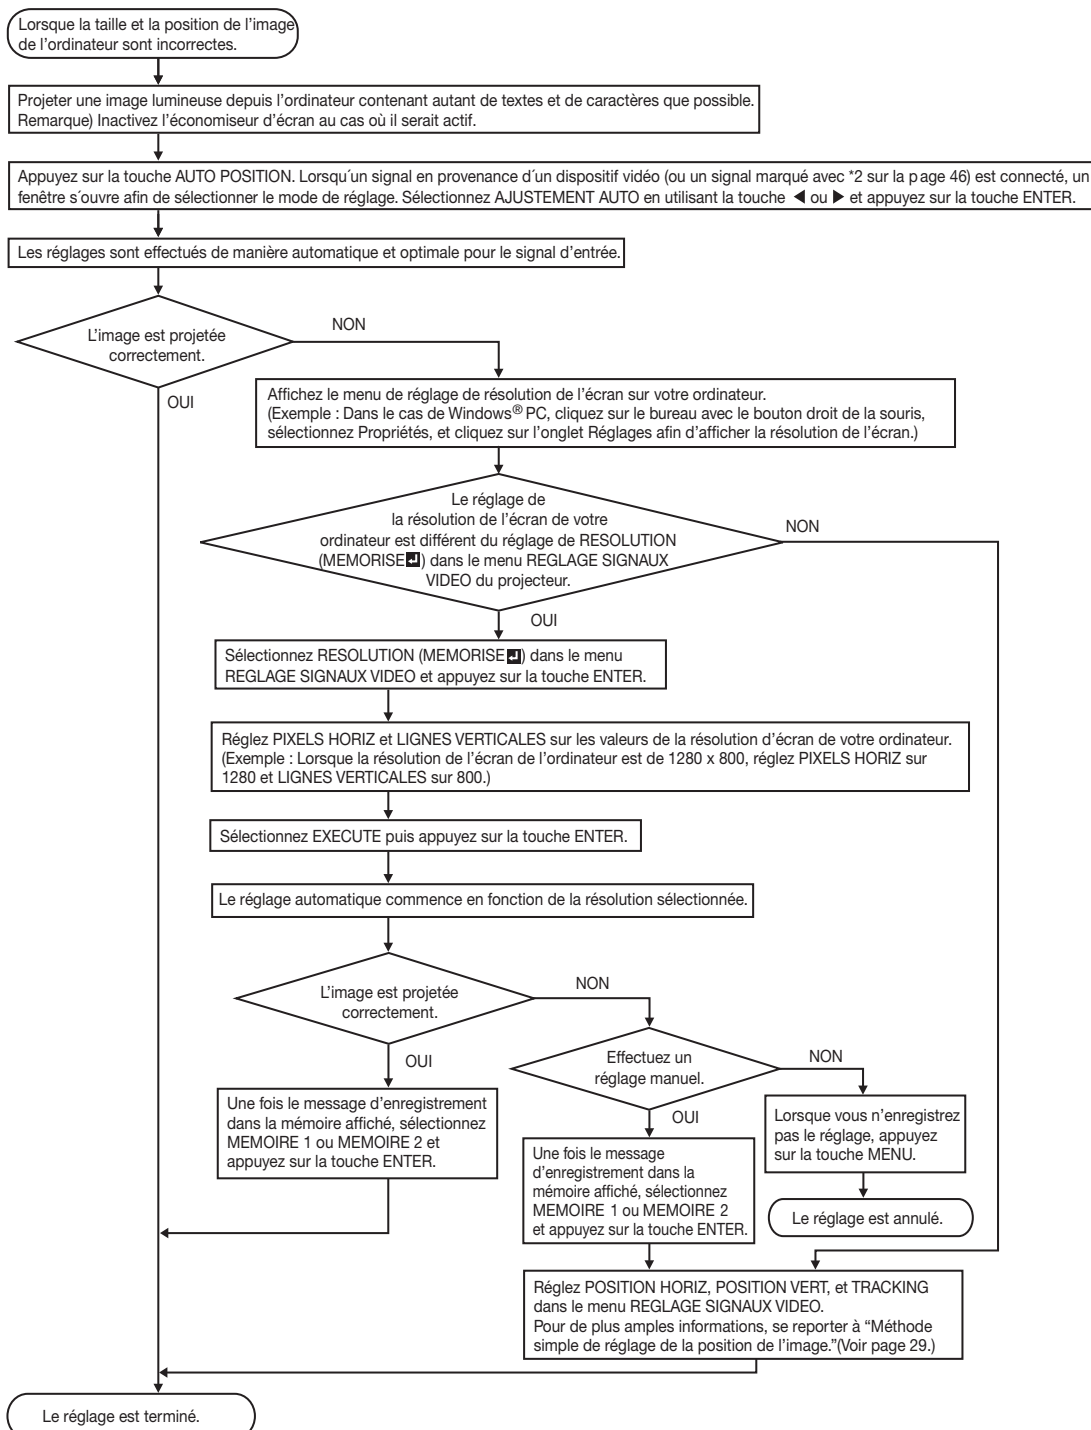 Lorsque la taille et la position de l'image
de l'ordinateur sont incorrectes.
Projeter une image lumineuse depuis l'ordinateur contenant autant de textes et de caractères que possible.
Remarque) Inactivez l'économiseur d'écran au cas où il serait actif.
Appuyez sur la touche AUTO POSITION. Lorsqu´un signal en provenance d´un dispositif vidéo (ou un signal marqué avec *2 sur la page 46) est connecté, un
fenêtre s´ouvre afin de sélectionner le mode de réglage. Sélectionnez AJUSTEMENT AUTO en utilisant la touche ◀ ou ▶ et appuyez sur la touche ENTER.
Les réglages sont effectués de manière automatique et optimale pour le signal d'entrée.
L'image est projetée
correctement.
NON
OUI
Affichez le menu de réglage de résolution de l'écran sur votre ordinateur.
(Exemple : Dans le cas de Windows® PC, cliquez sur le bureau avec le bouton droit de la souris,
sélectionnez Propriétés, et cliquez sur l'onglet Réglages afin d'afficher la résolution de l'écran.)
Le réglage de
la résolution de l'écran de votre
ordinateur est différent du réglage de RESOLUTION
(MEMORISE↵) dans le menu REGLAGE SIGNAUX
VIDEO du projecteur.
NON
OUI
Sélectionnez RESOLUTION (MEMORISE↵) dans le menu
REGLAGE SIGNAUX VIDEO et appuyez sur la touche ENTER.
Réglez PIXELS HORIZ et LIGNES VERTICALES sur les valeurs de la résolution d'écran de votre ordinateur.
(Exemple : Lorsque la résolution de l'écran de l'ordinateur est de 1280 x 800, réglez PIXELS HORIZ sur
1280 et LIGNES VERTICALES sur 800.)
Sélectionnez EXECUTE puis appuyez sur la touche ENTER.
Le réglage automatique commence en fonction de la résolution sélectionnée.
L'image est projetée
correctement.
NON
OUI
Effectuez un
réglage manuel.
NON
OUI
Une fois le message d'enregistrement
dans la mémoire affiché, sélectionnez
MEMOIRE 1 ou MEMOIRE 2 et
appuyez sur la touche ENTER.
Une fois le message
d'enregistrement dans la
mémoire affiché, sélectionnez
MEMOIRE 1 ou MEMOIRE 2
et appuyez sur la touche ENTER.
Lorsque vous n'enregistrez
pas le réglage, appuyez
sur la touche MENU.
Le réglage est annulé.
Réglez POSITION HORIZ, POSITION VERT, et TRACKING
dans le menu REGLAGE SIGNAUX VIDEO.
Pour de plus amples informations, se reporter à “Méthode
simple de réglage de la position de l'image.”(Voir page 29.)
Le réglage est terminé.